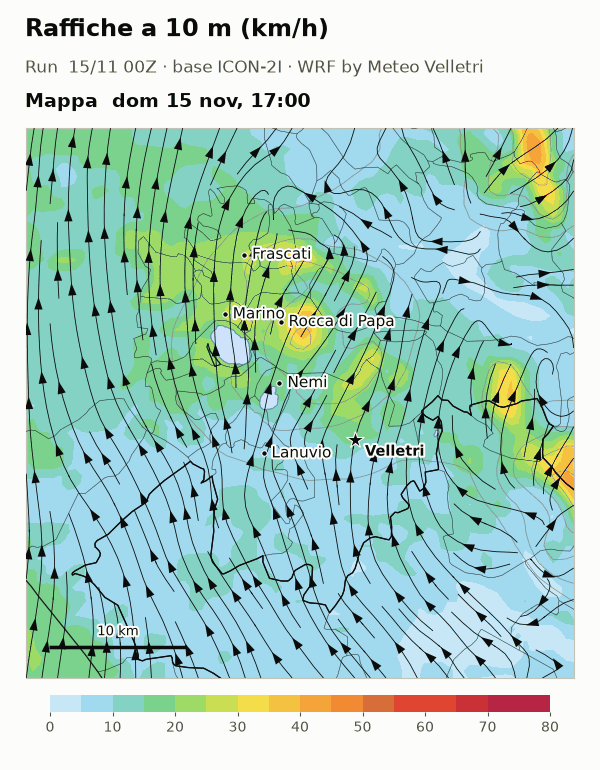 Raffiche a 10 m (km/h)
Run 15/11 00Z · base ICON-2I · WRF by Meteo Velletri
Mappa dom 15 nov, 17:00
Frascati
Marino
Rocca di Papa
Nemi
Velletri
Lanuvio
10 km
0 10 20 30 40 50 60 70 80